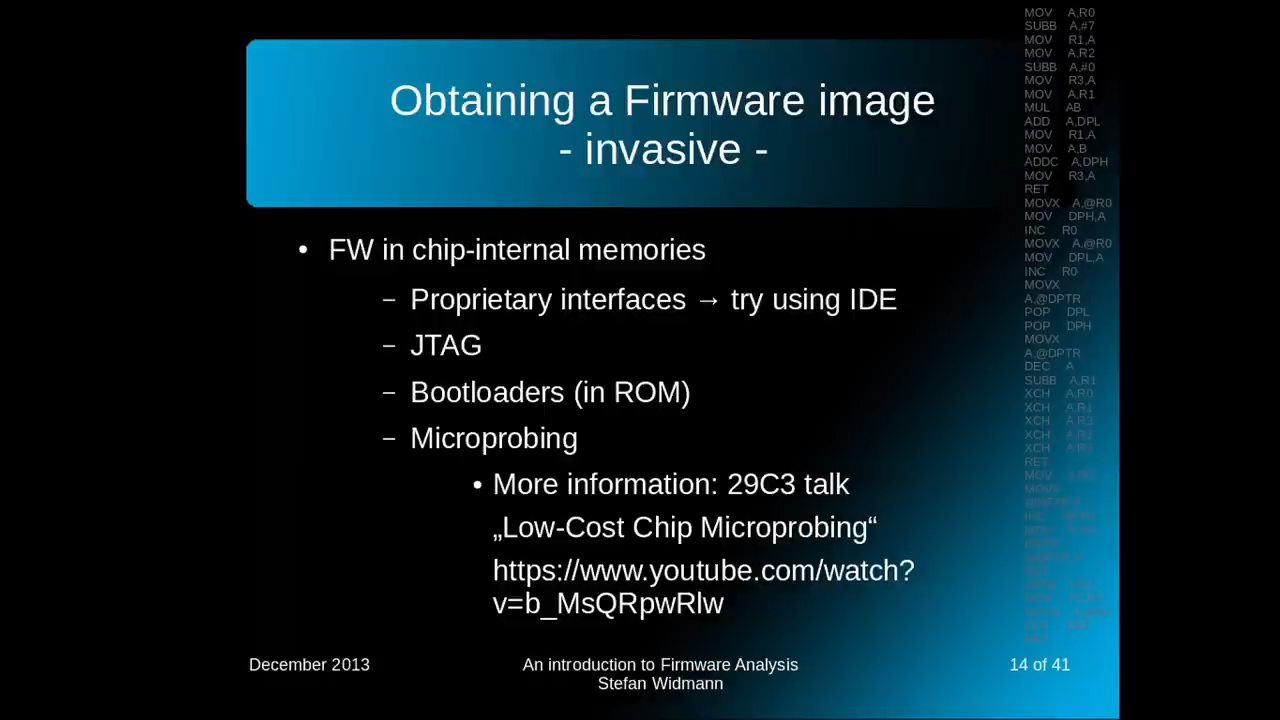 Obtaining a Firmware image
- invasive -
• FW in chip-internal memories
– Proprietary interfaces → try using IDE
– JTAG
– Bootloaders (in ROM)
– Microprobing
• More information: 29C3 talk
„Low-Cost Chip Microprobing“
https://www.youtube.com/watch?
v=b_MsQRpwRlw
December 2013
An introduction to Firmware Analysis
Stefan Widmann
14 of 41
MOV A,R0
SUBB A,#7
MOV R1,A
MOV A,R2
SUBB A,#0
MOV R3,A
MOV A,R1
MUL AB
ADD A,DPL
MOV R1,A
MOV A,B
ADDC A,DPH
MOV R3,A
RET
MOVX A,@R0
MOV DPH,A
INC R0
MOVX A,@R0
MOV DPL,A
INC R0
MOVX
A,@DPTR
POP DPL
POP DPH
MOVX
A,@DPTR
DEC A
SUBB A,R1
XCH A,R0
XCH A,R1
XCH A,R3
XCH
XCH
RET
MOV